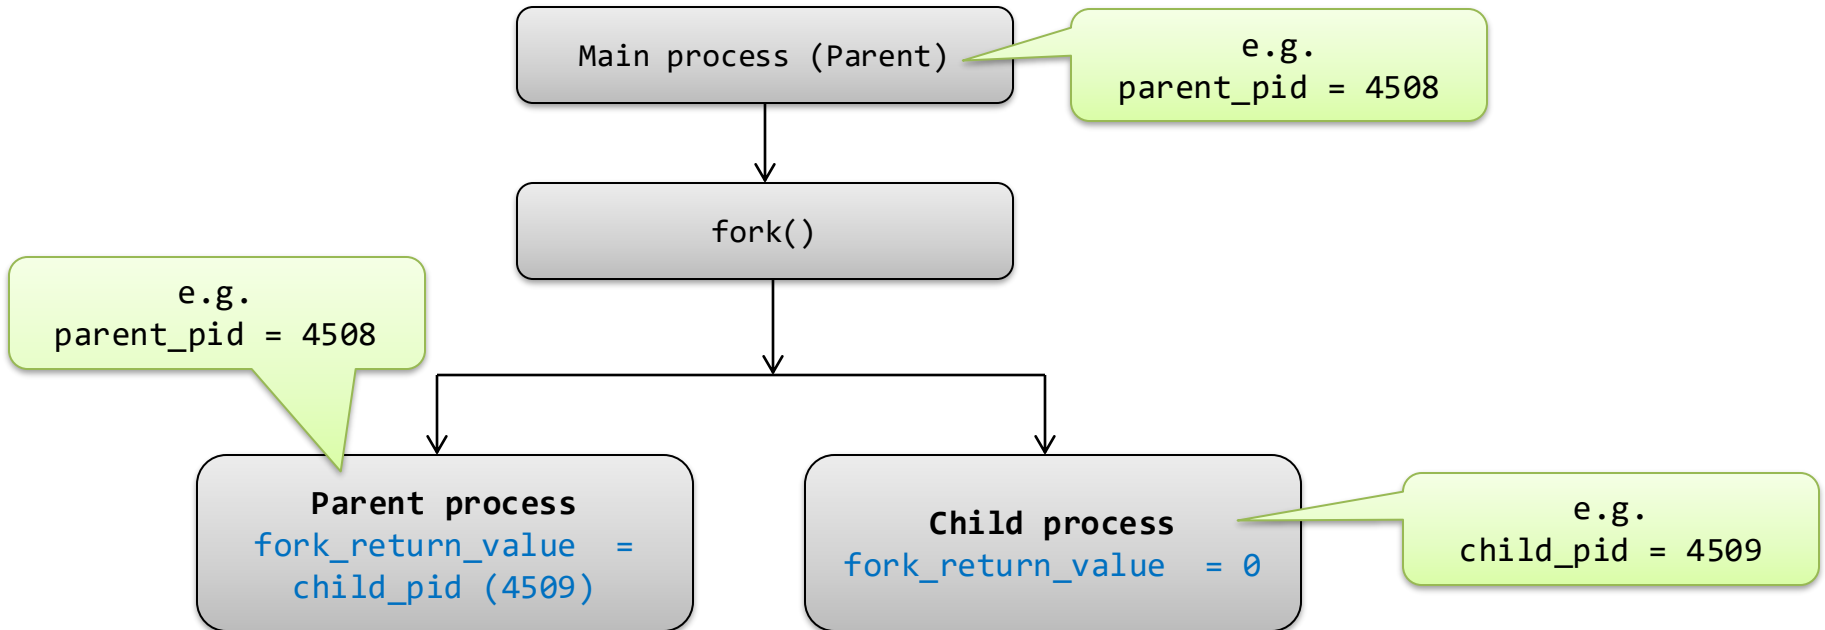 Main process (Parent)
e.g.
parent_pid = 4508
fork()
e.g.
parent_pid = 4508
Parent process
fork_return_value  =
child_pid (4509)
Child process
fork_return_value  = 0
e.g.
child_pid = 4509